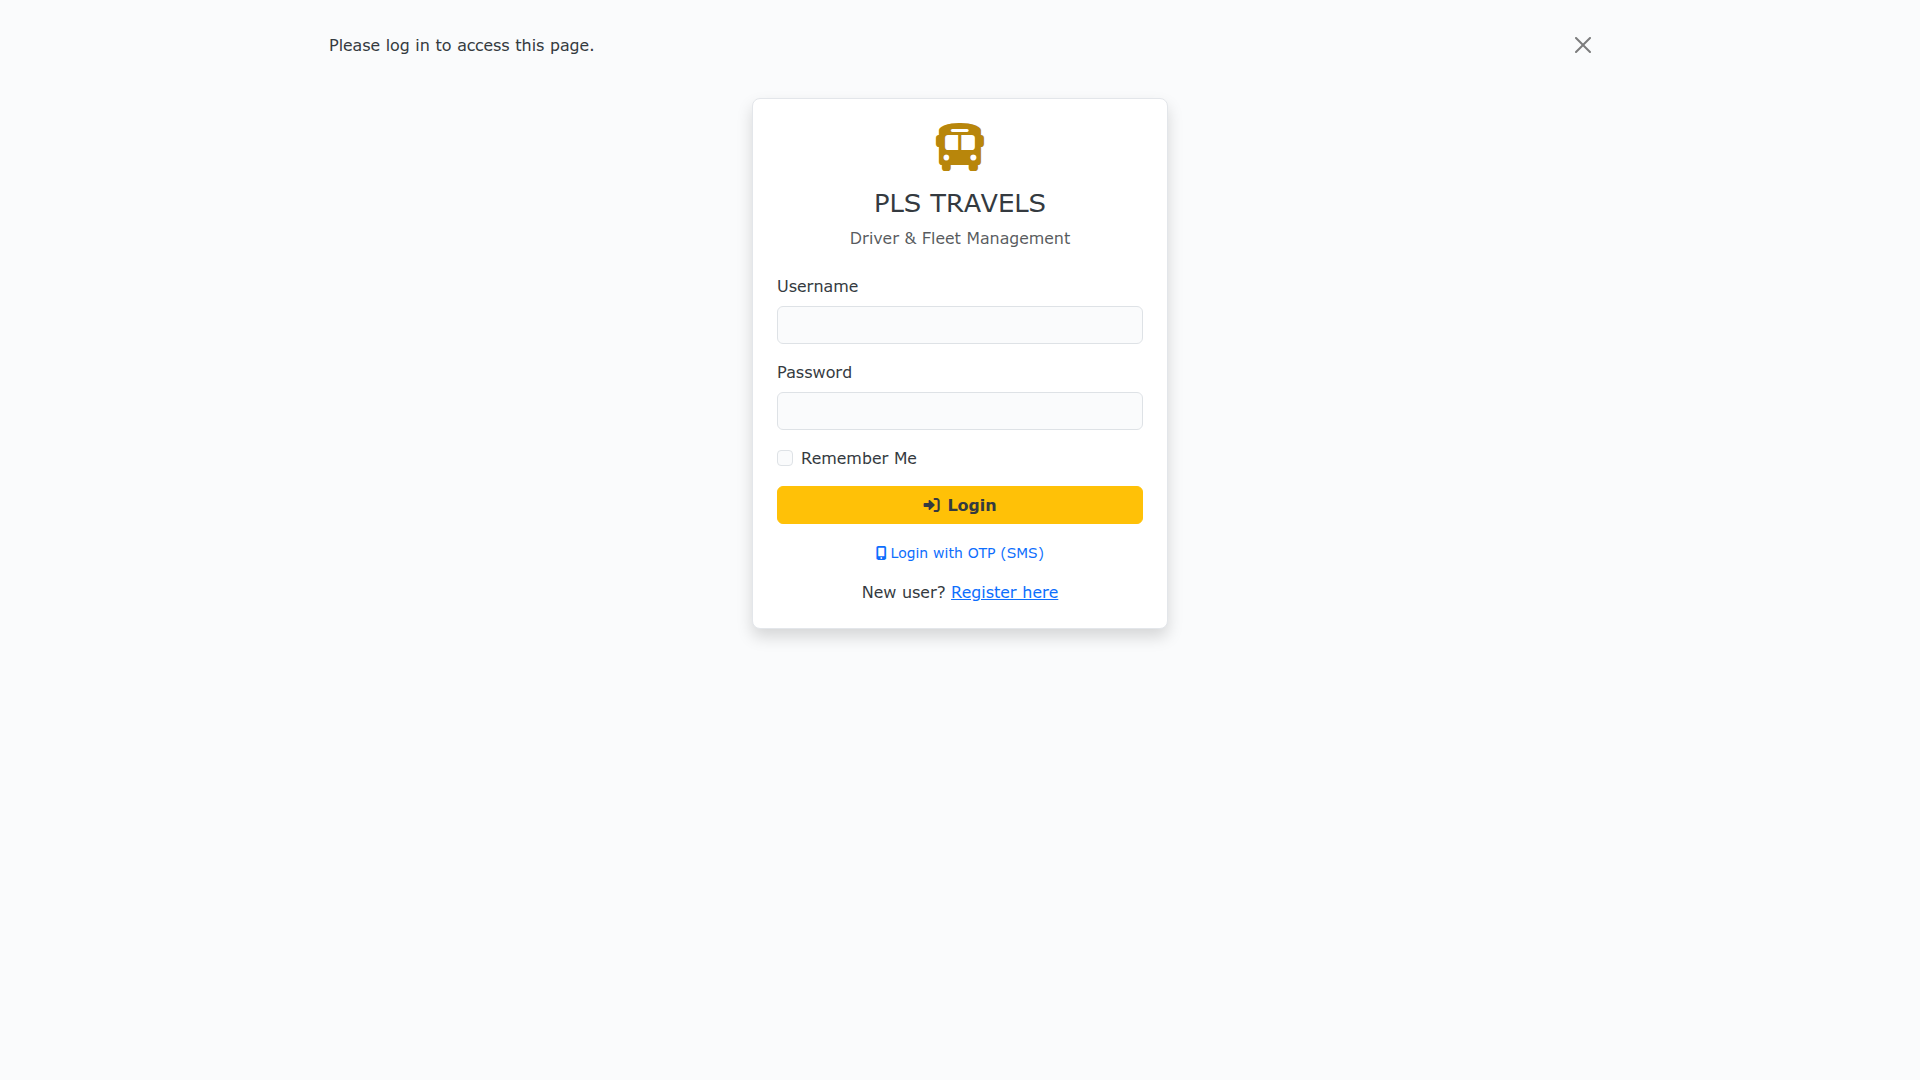 Please log in to access this page.
PLS TRAVELS
Driver & Fleet Management
Username
Password
Remember Me
Login
Login with OTP (SMS)
New user? Register here